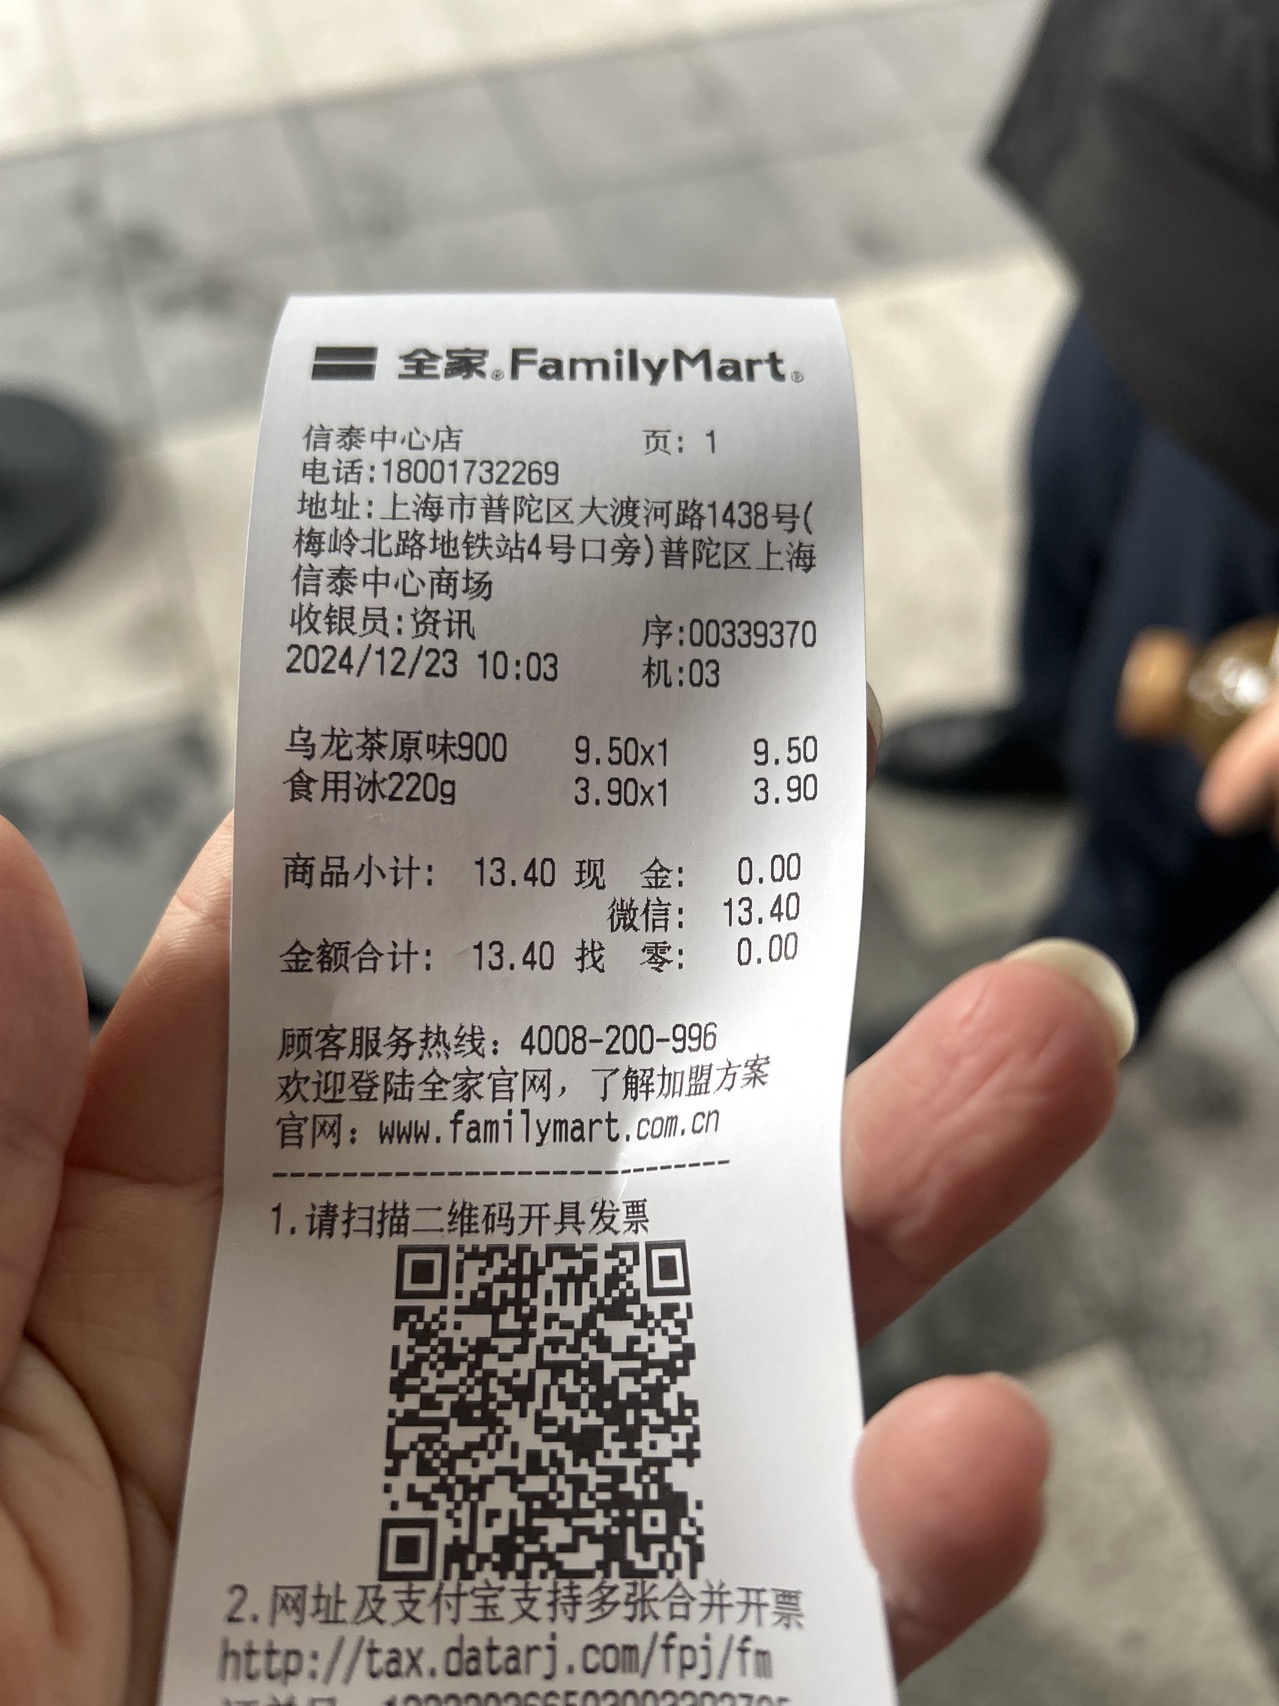 全家®FamilyMart®
信泰中心店 页: 1
电话:18001732269
地址:上海市普陀区大渡河路1438号(
梅岭北路地铁站4号口旁)普陀区上海
信泰中心商场
收银员:资讯 序:00339370
2024/12/23 10:03 机:03
乌龙茶原味900 9.50x1 9.50
食用冰220g 3.90x1 3.90
商品小计: 13.40 现 金: 0.00
微信: 13.40
金额合计: 13.40 找 零: 0.00
顾客服务热线: 4008-200-996
欢迎登陆全家官网，了解加盟方案
官网: www.familymart.com.cn
----------------------------
1.请扫描二维码开具发票
2.网址及支付宝支持多张合并开票
http://tax.datarj.com/fpj/fm